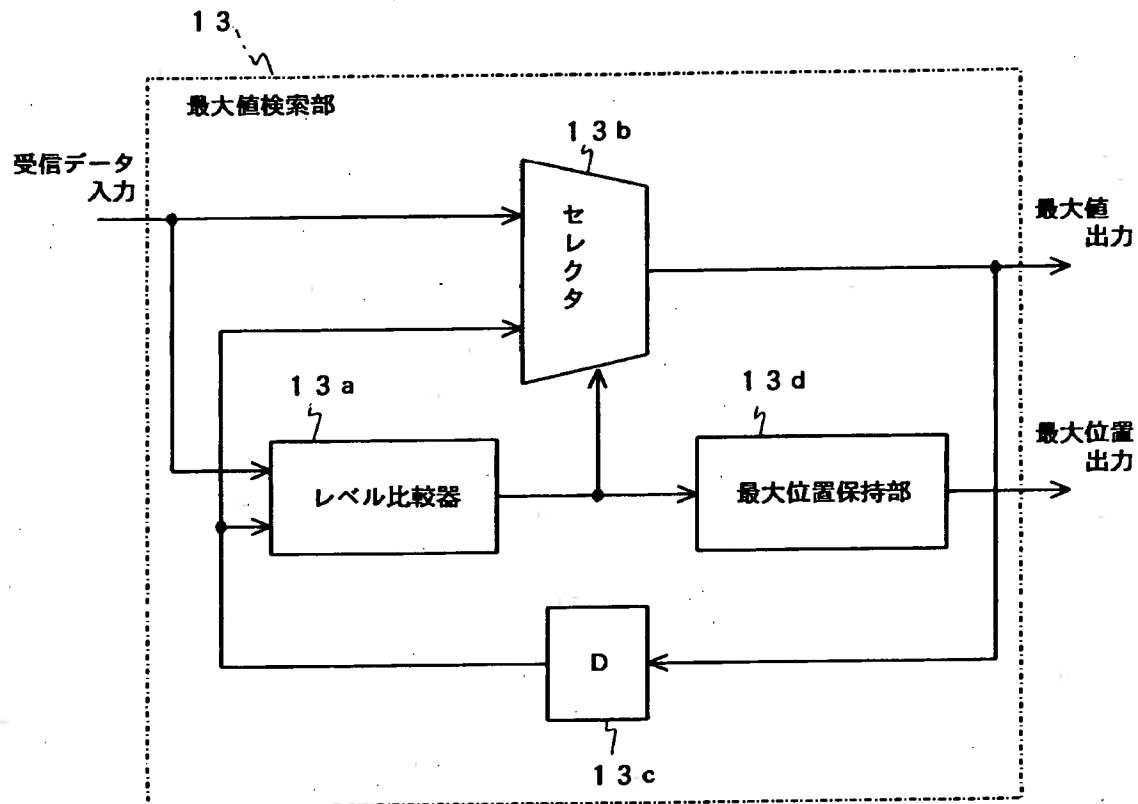 13
最大値検索部
受信データ
入力
13b
セレクタ
最大値
出力
13a
レベル比較器
13d
最大位置保持部
最大位置
出力
D
13c